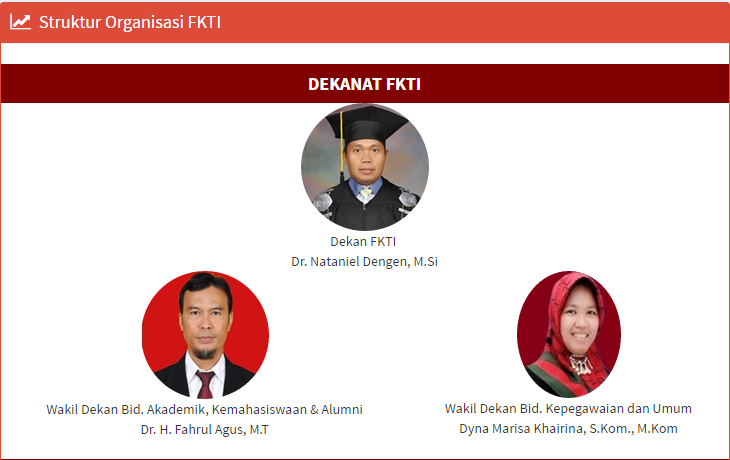 Struktur Organisasi FKTI
DEKANAT FKTI
Dekan FKTI
Dr. Nataniel Dengen, M.Si
Wakil Dekan Bid. Akademik, Kemahasiswaan & Alumni
Dr. H. Fahrul Agus, M.T
Wakil Dekan Bid. Kepegawaian dan Umum
Dyna Marisa Khairina, S.Kom., M.Kom